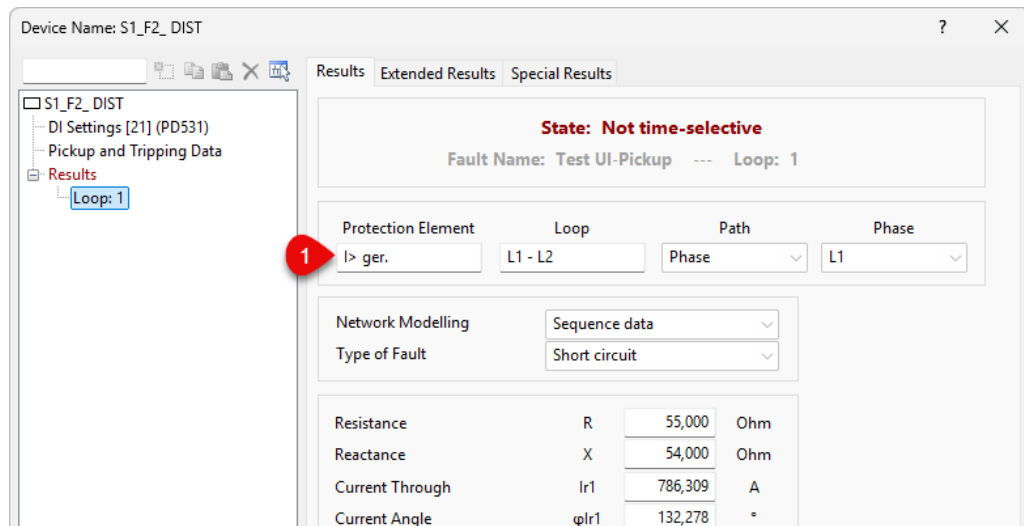 Device Name: S1_F2_ DIST
?
Results Extended Results Special Results
S1_F2_ DIST
DI Settings [21] (PD531)
Pickup and Tripping Data
Results
Loop: 1
State: Not time-selective
Fault Name: Test UI-Pickup --- Loop: 1
Protection Element Loop Path Phase
1 I> ger. L1 - L2 Phase L1
Network Modelling Sequence data
Type of Fault Short circuit
Resistance R 55,000 Ohm
Reactance X 54,000 Ohm
Current Through Ir1 786,309 A
Current Angle φIr1 132,278 °